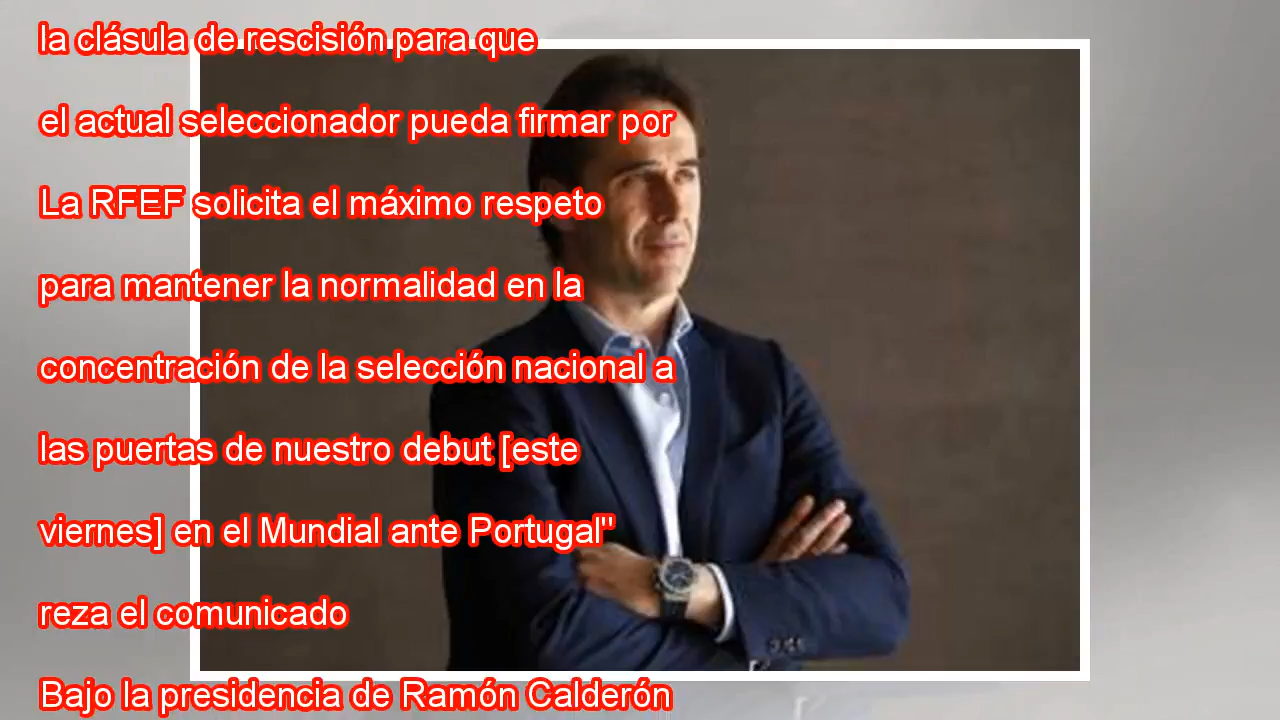 la clásula de rescisión para que
el actual seleccionador pueda firmar por
La RFEF solicita el máximo respeto
para mantener la normalidad en la
concentración de la selección nacional a
las puertas de nuestro debut [este
viernes] en el Mundial ante Portugal"
reza el comunicado
Bajo la presidencia de Ramón Calderón